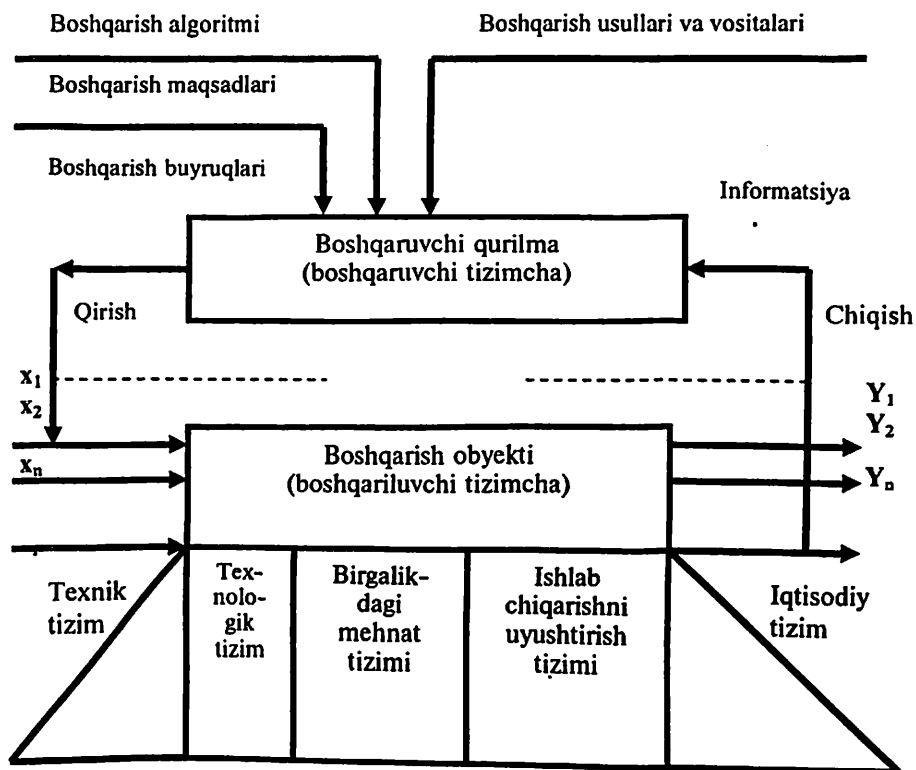 Boshqarish algoritmi
Boshqarish usullari va vositalari
Boshqarish maqsadlari
Boshqarish buyruqlari
Informatsiya
Boshqaruvchi qurilma
(boshqaruvchi tizimcha)
Qirish
Chiqish
x1
x2
xn
Y1
Y2
Yn
Boshqarish obyekti
(boshqariluvchi tizimcha)
Texnik
tizim
Tex-
nolo-
gik
tizim
Birgalik-
dagi
mehnat
tizimi
Ishlab
chiqarishni
uyushtirish
tizimi
Iqtisodiy
tizim